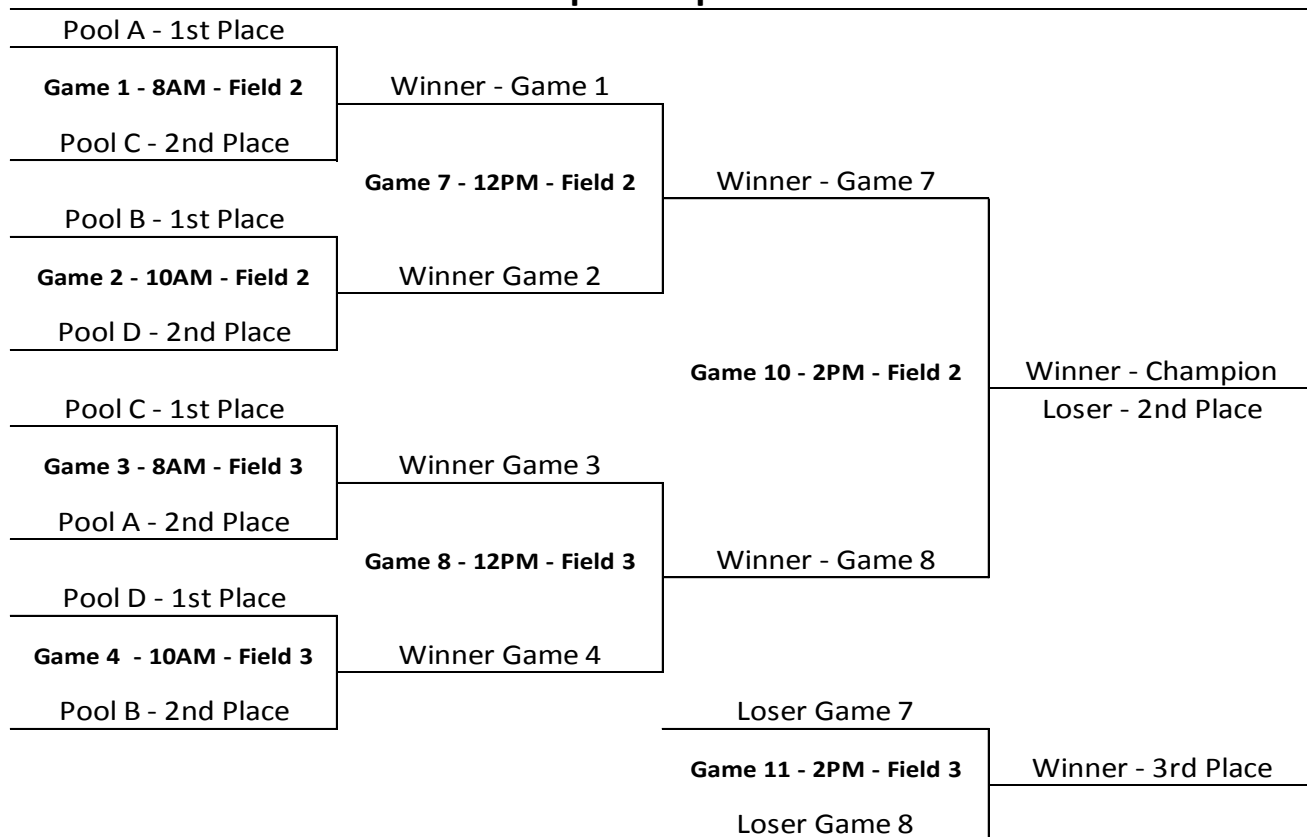 Pool A - 1st Place
Game 1 - 8AM - Field 2
Winner - Game 1
Pool C - 2nd Place
Game 7 - 12PM - Field 2
Winner - Game 7
Pool B - 1st Place
Game 2 - 10AM - Field 2
Winner Game 2
Pool D - 2nd Place
Game 10 - 2PM - Field 2
Winner - Champion
Pool C - 1st Place
Loser - 2nd Place
Game 3 - 8AM - Field 3
Winner Game 3
Pool A - 2nd Place
Game 8 - 12PM - Field 3
Winner - Game 8
Pool D - 1st Place
Game 4 - 10AM - Field 3
Winner Game 4
Pool B - 2nd Place
Loser Game 7
Game 11 - 2PM - Field 3
Winner - 3rd Place
Loser Game 8